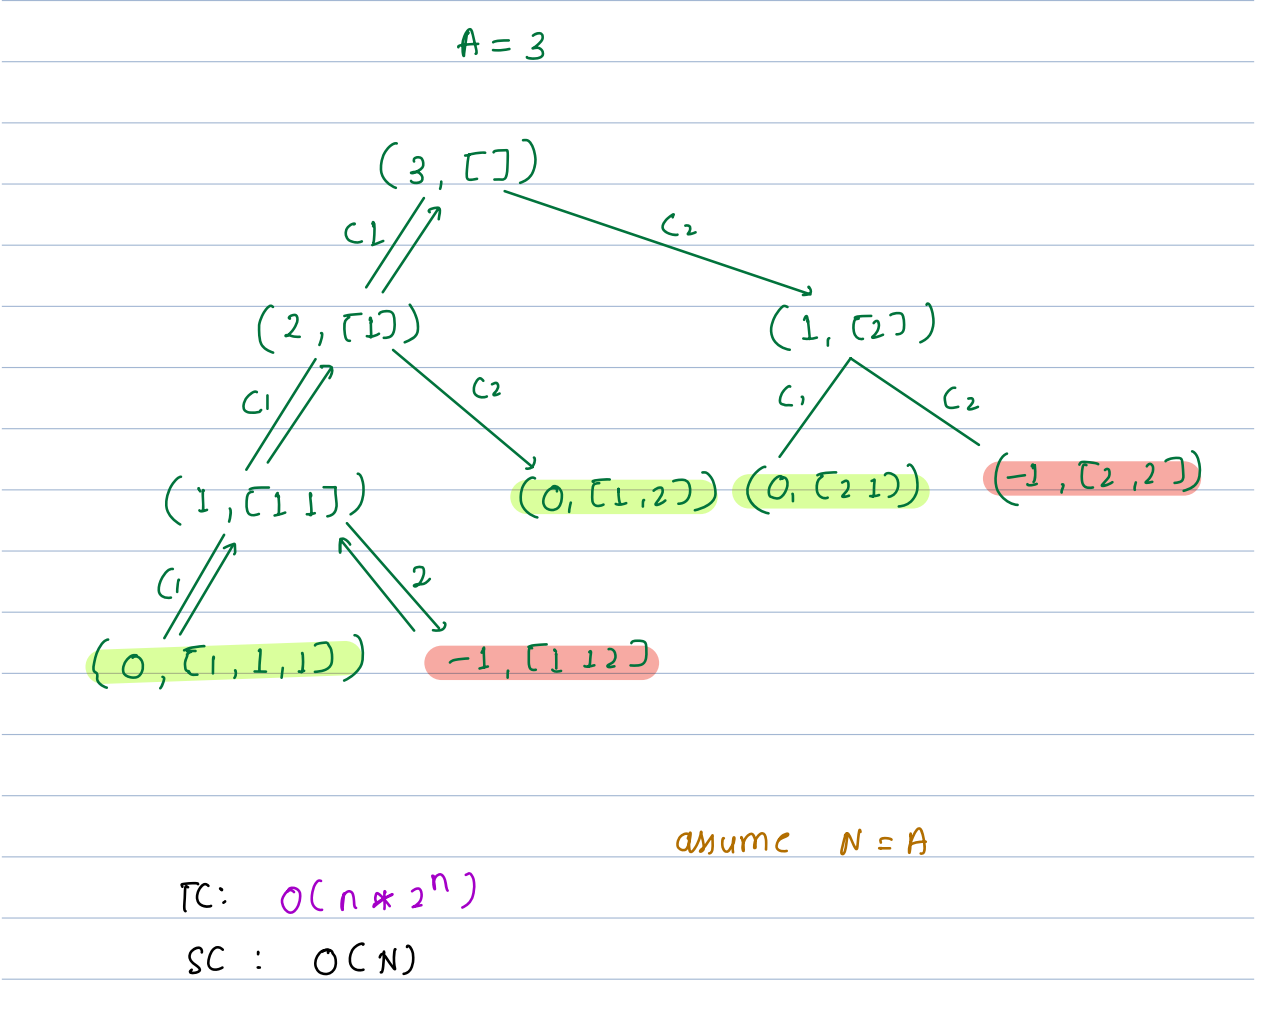 A = 3
(3, [])
C1
C2
(2, [1])
(1, [2])
C1
C2
C1
C2
(1, [1 1])
(0, [1,2])
(0, [2 1])
(-1, [2,2])
C1
2
(0, [1,1,1])
-1, [1 1 2]
assume N = A
TC: O(n * 2^n)
SC : O(N)